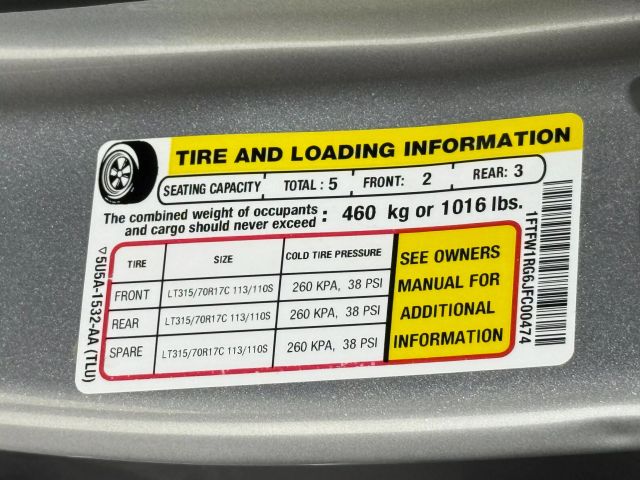 TIRE AND LOADING INFORMATION
SEATING CAPACITY TOTAL : 5 FRONT: 2 REAR: 3
The combined weight of occupants
and cargo should never exceed : 460 kg or 1016 lbs.
TIRE SIZE COLD TIRE PRESSURE
FRONT LT315/70R17C 113/110S 260 KPA, 38 PSI
REAR LT315/70R17C 113/110S 260 KPA, 38 PSI
SPARE LT315/70R17C 113/110S 260 KPA, 38 PSI
SEE OWNERS
MANUAL FOR
ADDITIONAL
INFORMATION
▽5U5A-1532-AA (TLU)
1FTFW1RG6JFC00474